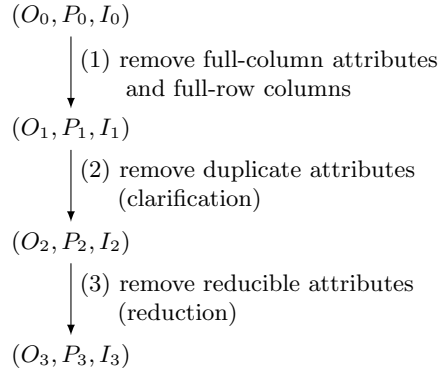 (O₀, P₀, I₀)
(1) remove full-column attributes
and full-row columns
(O₁, P₁, I₁)
(2) remove duplicate attributes
(clarification)
(O₂, P₂, I₂)
(3) remove reducible attributes
(reduction)
(O₃, P₃, I₃)